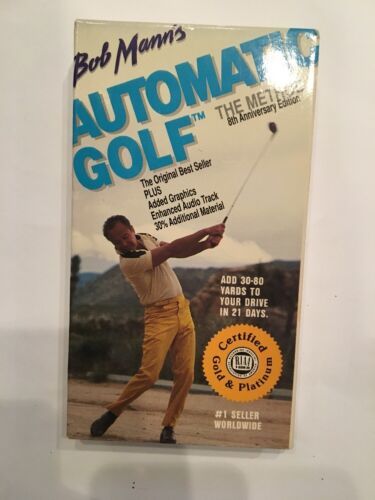 Bob Mann's
AUTOMATIC
GOLF™
THE METHOD
8th Anniversary Edition
The Original Best Seller
PLUS
Added Graphics
Enhanced Audio Track
30% Additional Material
ADD 30-80
YARDS TO
YOUR DRIVE
IN 21 DAYS.
Certified
Gold & Platinum
#1 SELLER
WORLDWIDE